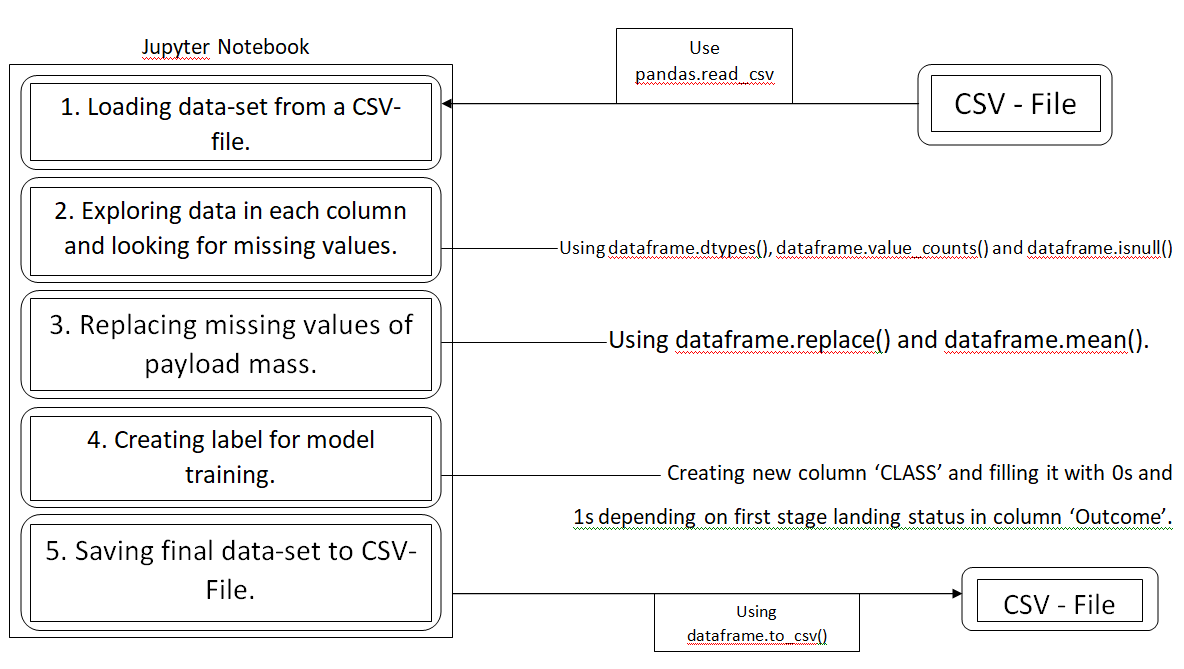 Jupyter Notebook
Use
pandas.read_csv
CSV - File
1. Loading data-set from a CSV-
file.
2. Exploring data in each column
and looking for missing values.
Using dataframe.dtypes(), dataframe.value_counts() and dataframe.isnull()
3. Replacing missing values of
payload mass.
Using dataframe.replace() and dataframe.mean().
4. Creating label for model
training.
Creating new column ‘CLASS’ and filling it with 0s and
1s depending on first stage landing status in column ‘Outcome’.
5. Saving final data-set to CSV-
File.
Using
dataframe.to_csv()
CSV - File